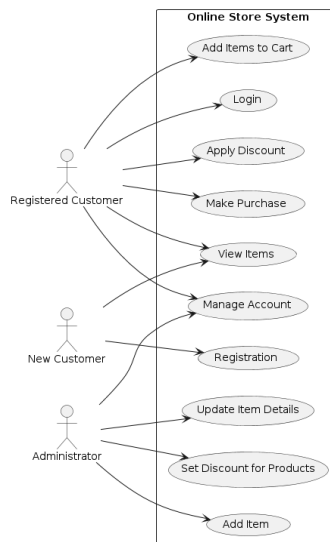 Online Store System
Add Items to Cart
Login
Apply Discount
Registered Customer
Make Purchase
View Items
Manage Account
New Customer
Registration
Update Item Details
Administrator
Set Discount for Products
Add Item